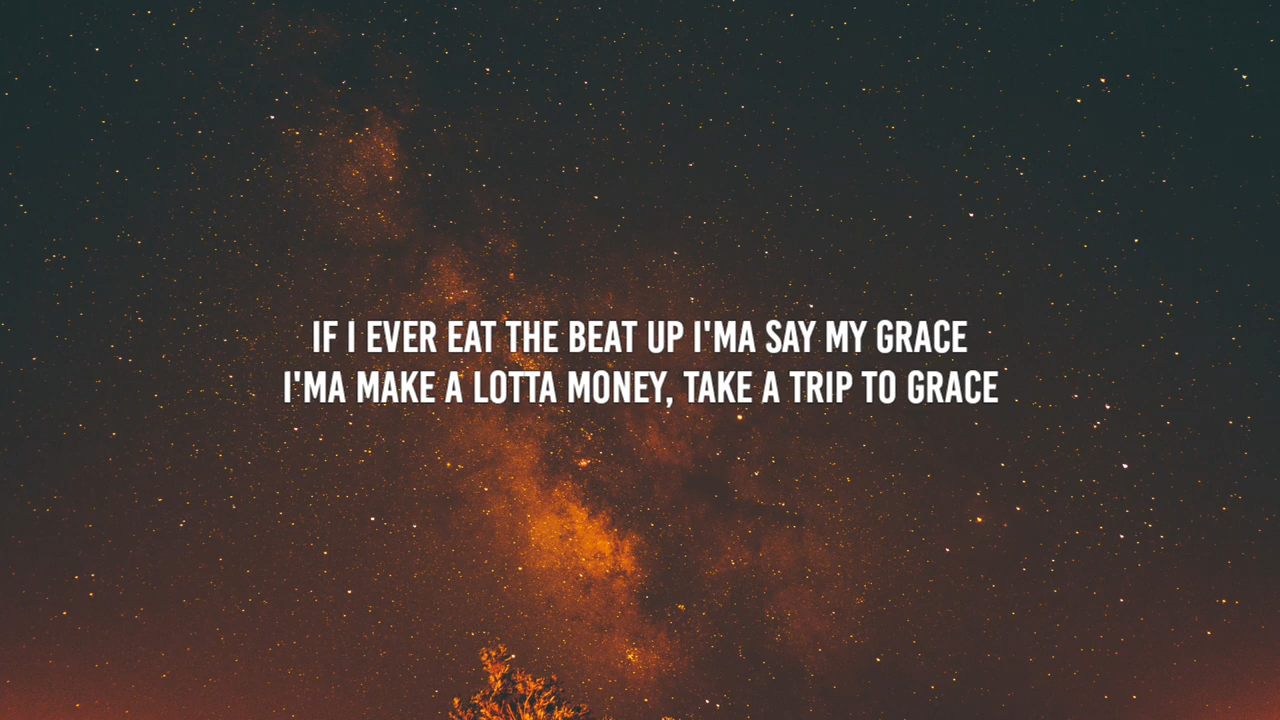 IF I EVER EAT THE BEAT UP I'MA SAY MY GRACE
I'MA MAKE A LOTTA MONEY, TAKE A TRIP TO GRACE